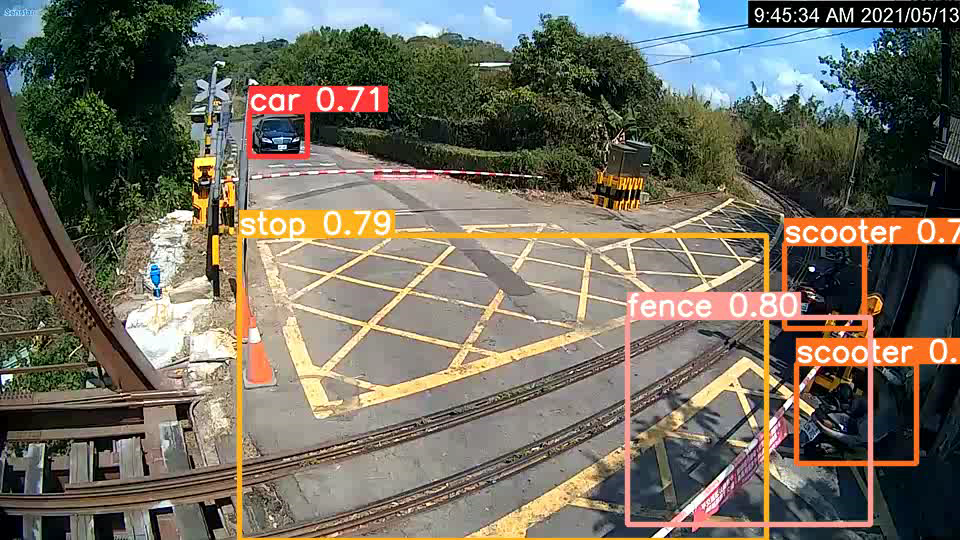 9:45:34 AM 2021/05/13
car 0.71
stop 0.79
scooter 0.7
fence 0.80
scooter 0.